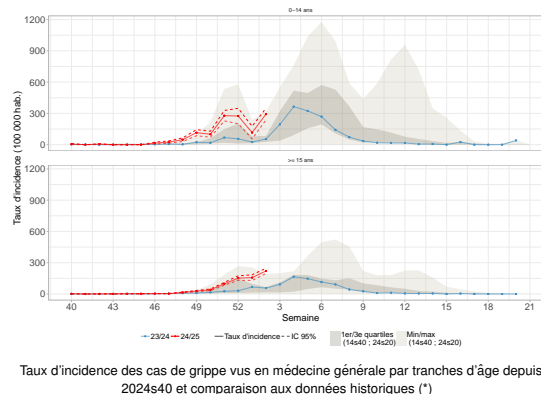 0−14 ans
1200
900
600
300
0
>= 15 ans
1200
900
600
300
0
Taux d'incidence (100 000 hab.)
40 43 46 49 52 3 6 9 12 15 18 21
Semaine
23/24 24/25 Taux d'incidence IC 95% 1er/3e quartiles Min/max
(14s40 ; 24s20) (14s40 ; 24s20)
Taux d'incidence des cas de grippe vus en médecine générale par tranches d'âge depuis
2024s40 et comparaison aux données historiques (*)